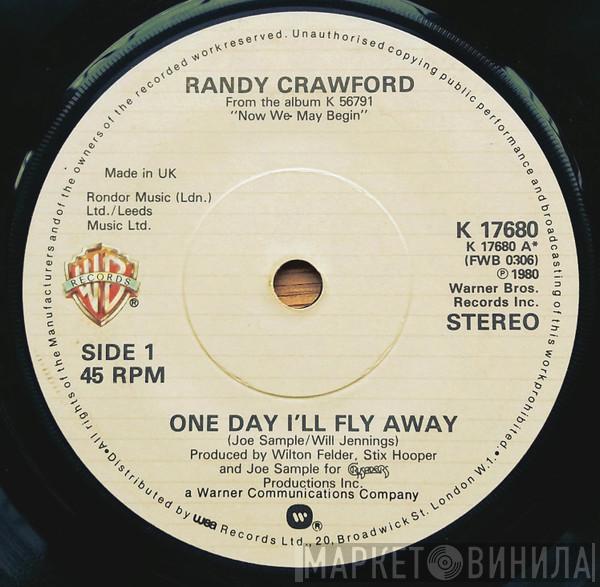 •All rights of the Manufacturers and of the owners of the recorded work reserved. Unauthorised copying public performance and broadcasting of this work prohibited.•
RANDY CRAWFORD
From the album K 56791
"Now We May Begin"
Made in UK
Rondor Music (Ldn.)
Ltd./Leeds
Music Ltd.
K 17680
K 17680 A*
(FWB 0306)
℗ 1980
Warner Bros.
Records Inc.
STEREO
WB
RECORDS
®
SIDE 1
45 RPM
ONE DAY I'LL FLY AWAY
(Joe Sample/Will Jennings)
Produced by Wilton Felder, Stix Hooper
and Joe Sample for Crusaders
Productions Inc.
a Warner Communications Company
®
Distributed by wea Records Ltd., 20, Broadwick St. London W.1.
МАРКЕТ ВИНИЛА